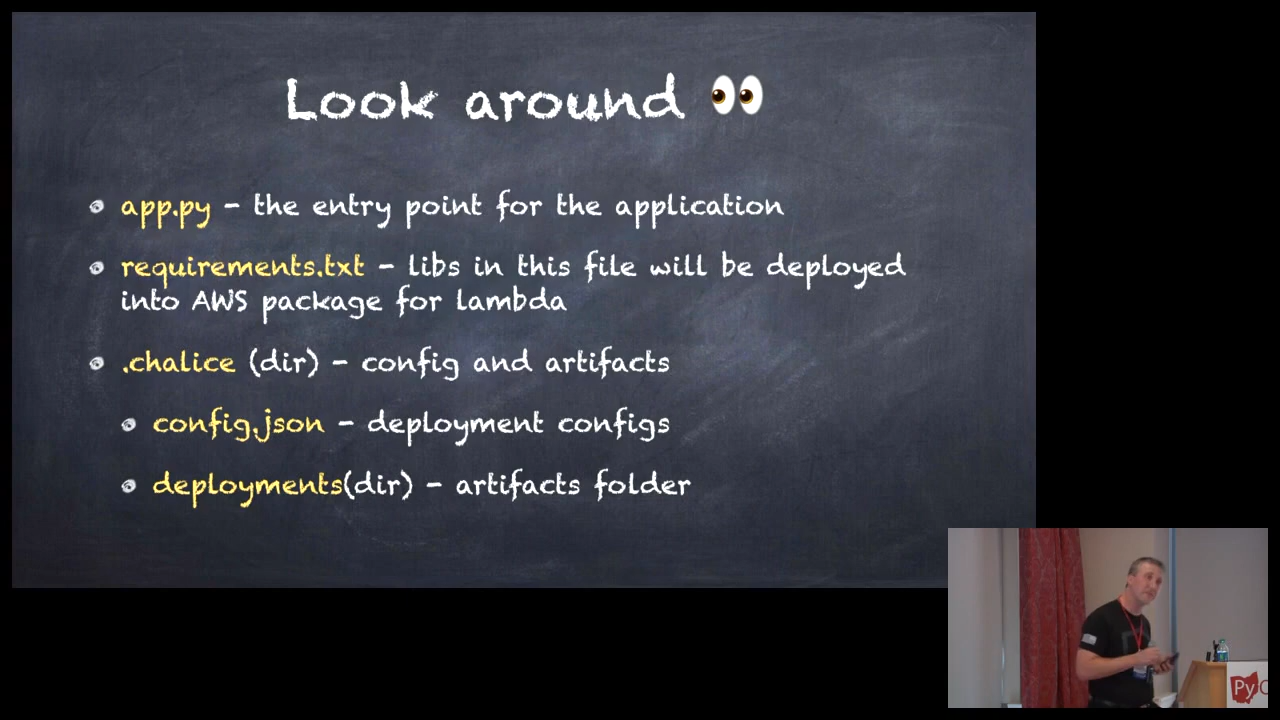 Look around 👀
app.py - the entry point for the application
requirements.txt - libs in this file will be deployed
into AWS package for lambda
.chalice (dir) - config and artifacts
config.json - deployment configs
deployments(dir) - artifacts folder
PyO